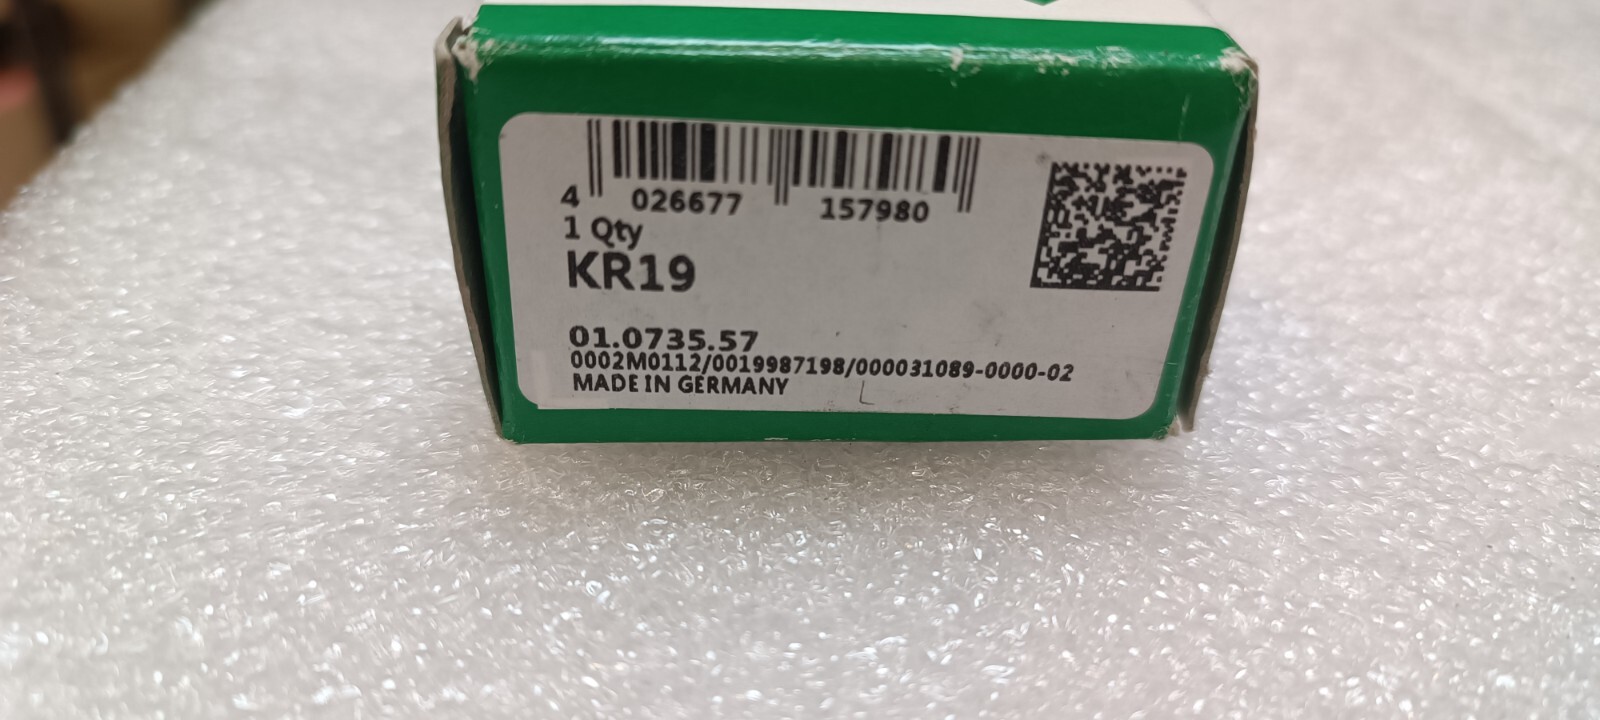 4 026677 157980
1 Qty
KR19
01.0735.57
0002M0112/0019987198/000031089-0000-02
MADE IN GERMANY